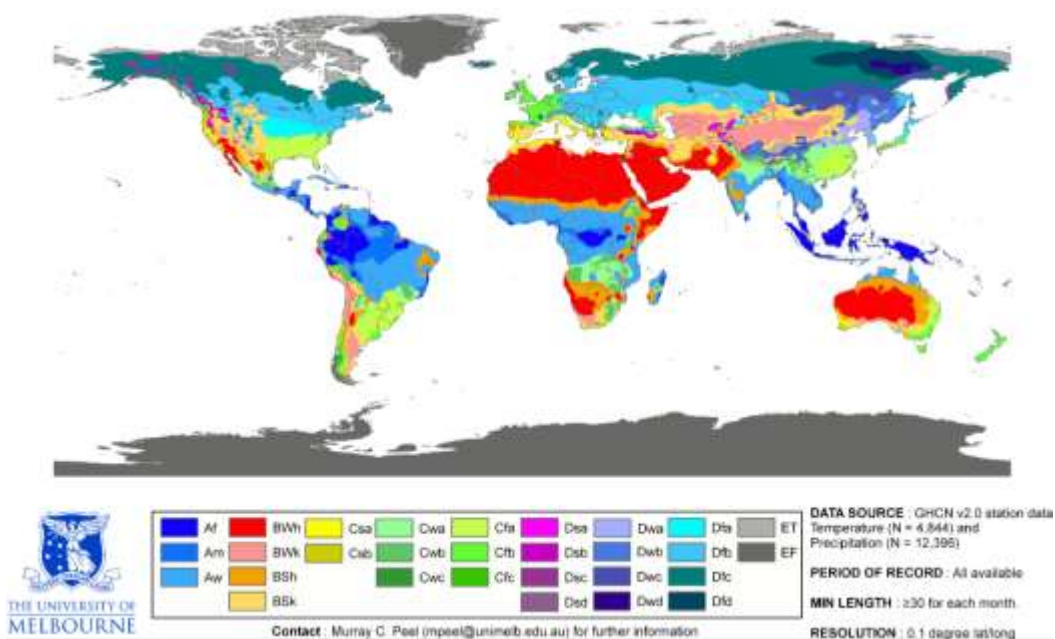 Af BWh Csa Cwa Cfa Dsa Dwa Dfa ET
Am BWk Csb Cwb Cfb Dsb Dwb Dfb EF
Aw BSh Cwc Cfc Dsc Dwc Dfc
BSk Dsd Dwd Dfd
DATA SOURCE : GHCN v2.0 station data
Temperature (N = 4,844) and
Precipitation (N = 12,396)
PERIOD OF RECORD : All available
MIN LENGTH : ≥30 for each month.
RESOLUTION : 0.1 degree lat/long
THE UNIVERSITY OF
MELBOURNE
Contact : Murray C. Peel (mpeel@unimelb.edu.au) for further information